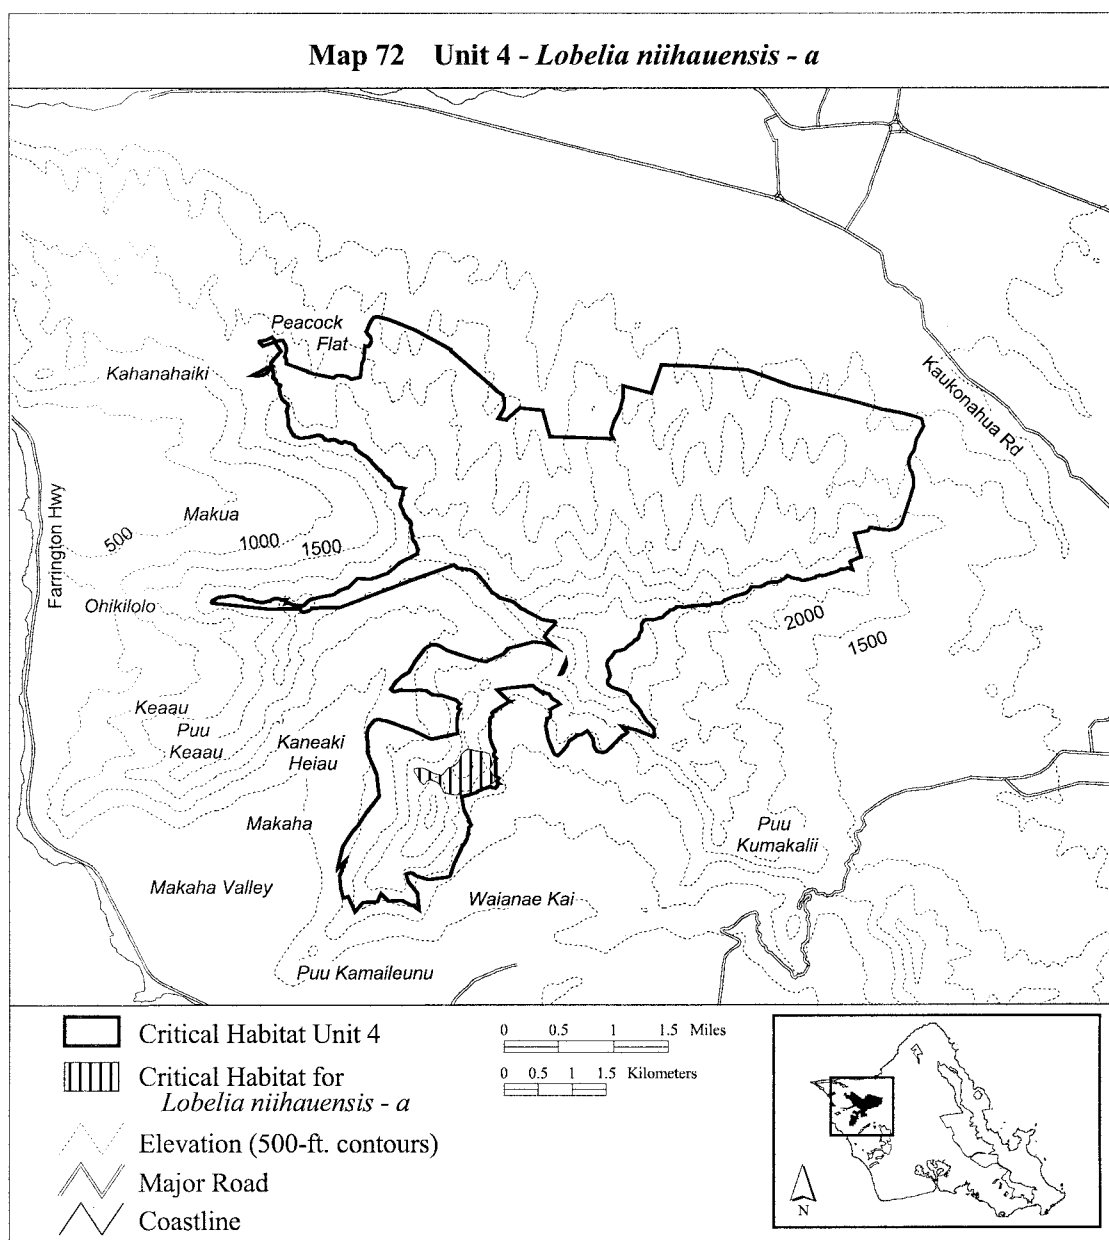 Map 72 Unit 4 - Lobelia niihauensis - a
Peacock
Flat
Kahanahaiki
Kaukonahua Rd
Farrington Hwy
Makua
500
1000
1500
Ohikilolo
2000
1500
Keaau
Puu
Keaau
Kaneaki
Heiau
Makaha
Puu
Kumakalii
Makaha Valley
Waianae Kai
Puu Kamaileunu
Critical Habitat Unit 4
Critical Habitat for
Lobelia niihauensis - a
Elevation (500-ft. contours)
Major Road
Coastline
0 0.5 1 1.5 Miles
0 0.5 1 1.5 Kilometers
N